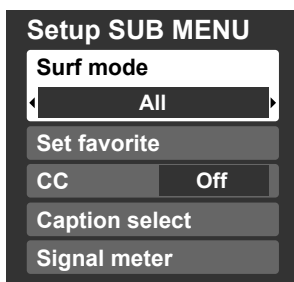 Setup SUB MENU
Surf mode
All
Set favorite
CC Off
Caption select
Signal meter